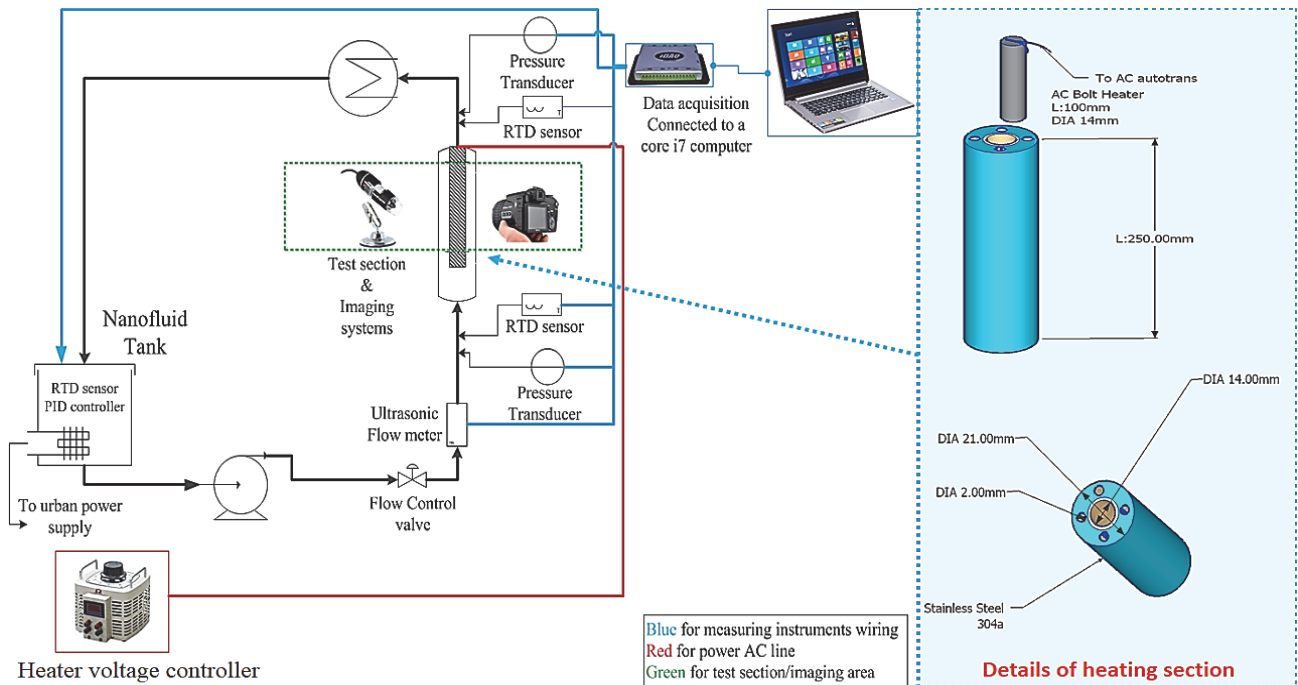 Pressure
Transducer
RTD sensor
Data acquisition
Connected to a
core i7 computer
Test section
&
Imaging
systems
RTD sensor
Pressure
Transducer
Nanofluid
Tank
RTD sensor
PID controller
Ultrasonic
Flow meter
Flow Control
valve
To urban power
supply
Heater voltage controller
Blue for measuring instruments wiring
Red for power AC line
Green for test section/imaging area
To AC autotrans
AC Bolt Heater
L:100mm
DIA 14mm
L:250.00mm
DIA 14.00mm
DIA 21.00mm
DIA 2.00mm
Stainless Steel
304a
Details of heating section